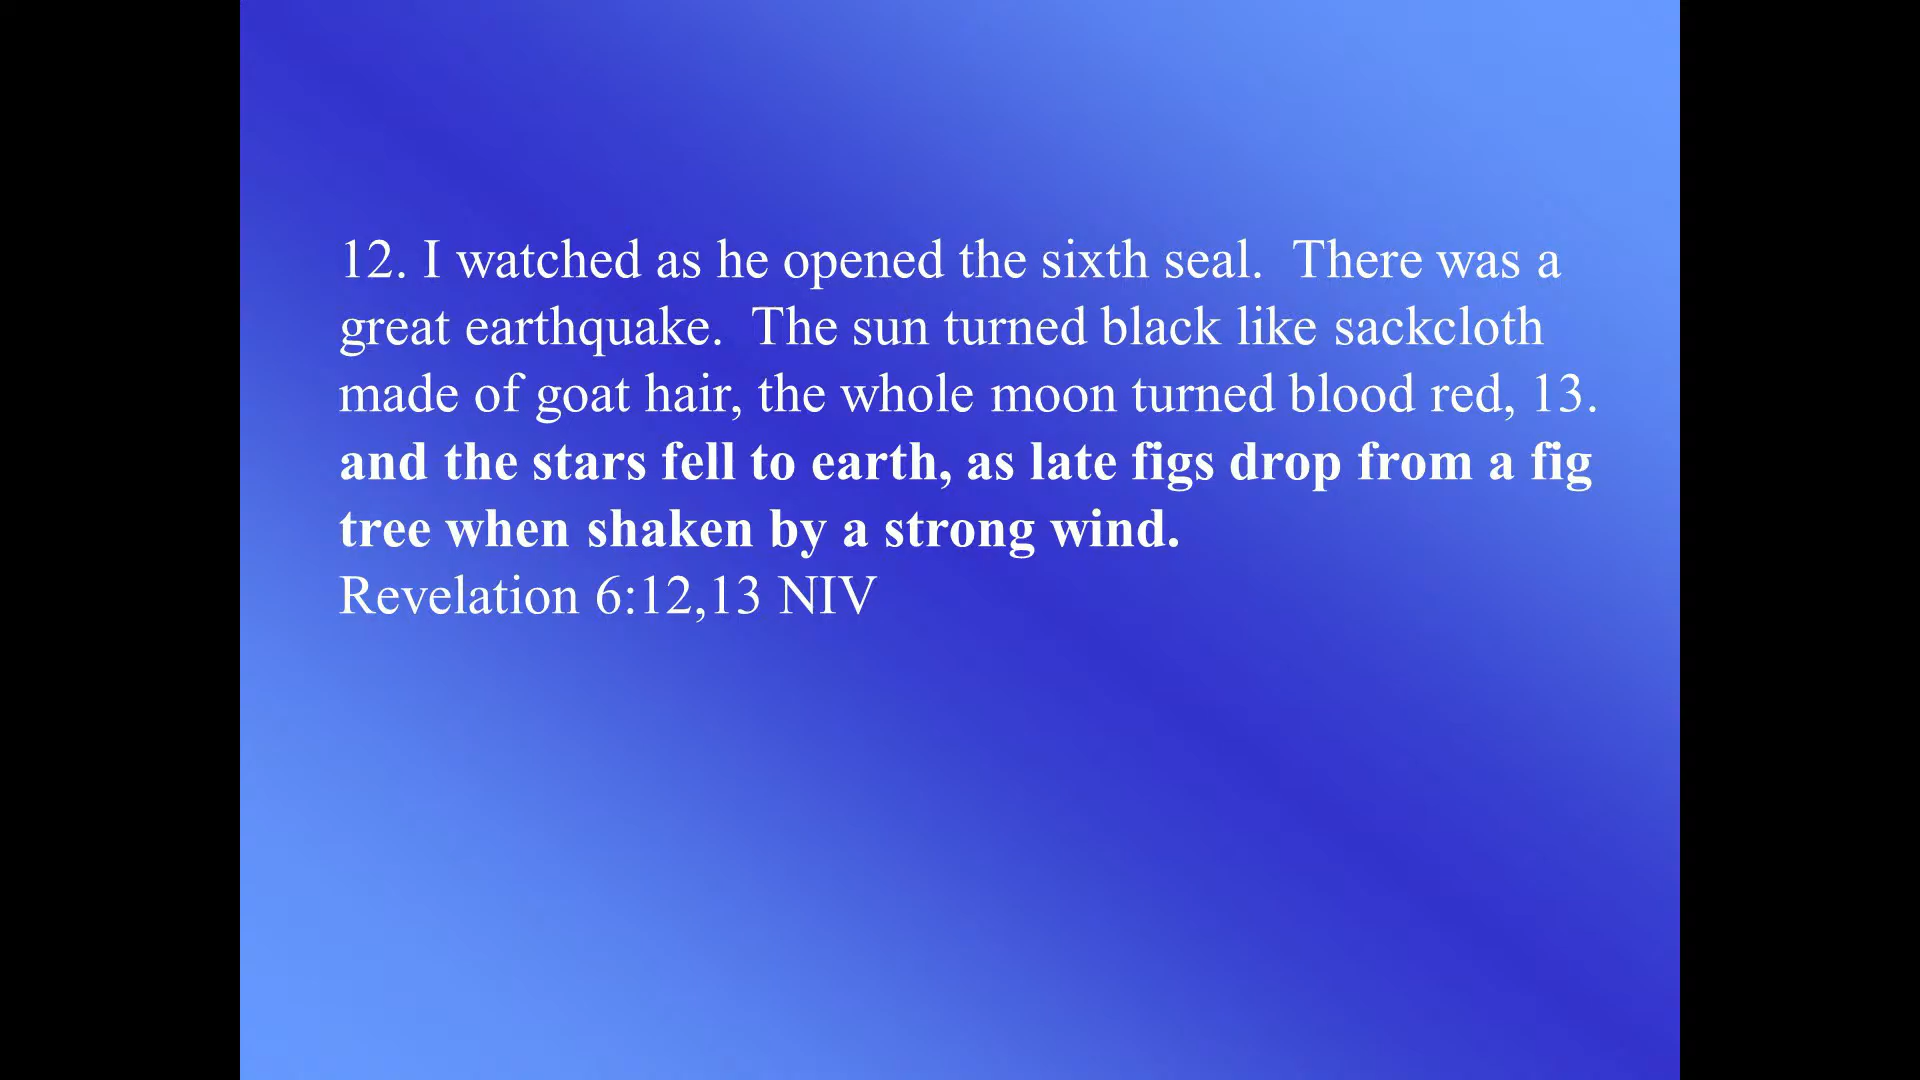 12. I watched as he opened the sixth seal.  There was a
great earthquake.  The sun turned black like sackcloth
made of goat hair, the whole moon turned blood red, 13.
and the stars fell to earth, as late figs drop from a fig
tree when shaken by a strong wind.
Revelation 6:12,13 NIV